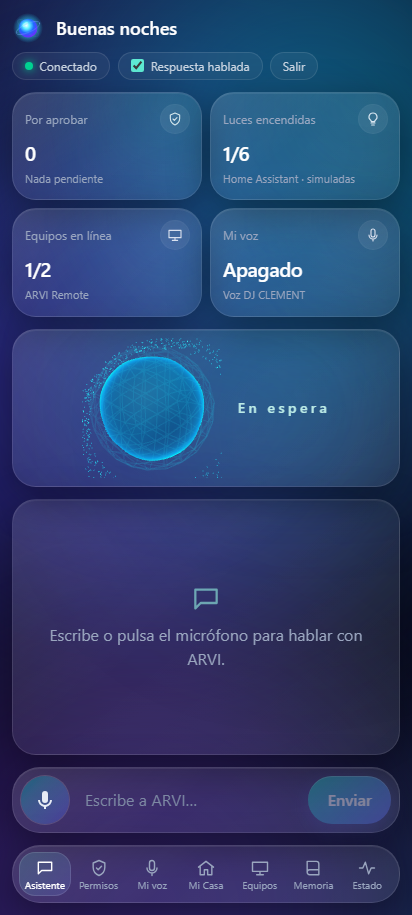 Buenas noches
Conectado
Respuesta hablada
Salir
Por aprobar
0
Nada pendiente
Luces encendidas
1/6
Home Assistant · simuladas
Equipos en línea
1/2
ARVI Remote
Mi voz
Apagado
Voz DJ CLEMENT
En espera
Escribe o pulsa el micrófono para hablar con
ARVI.
Escribe a ARVI...
Enviar
Asistente
Permisos
Mi voz
Mi Casa
Equipos
Memoria
Estado